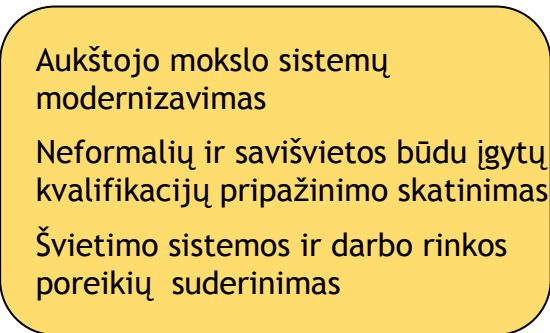 Aukštojo mokslo sistemų
modernizavimas
Neformalių ir savišvietos būdu įgytų
kvalifikacijų pripažinimo skatinimas
Švietimo sistemos ir darbo rinkos
poreikių  suderinimas